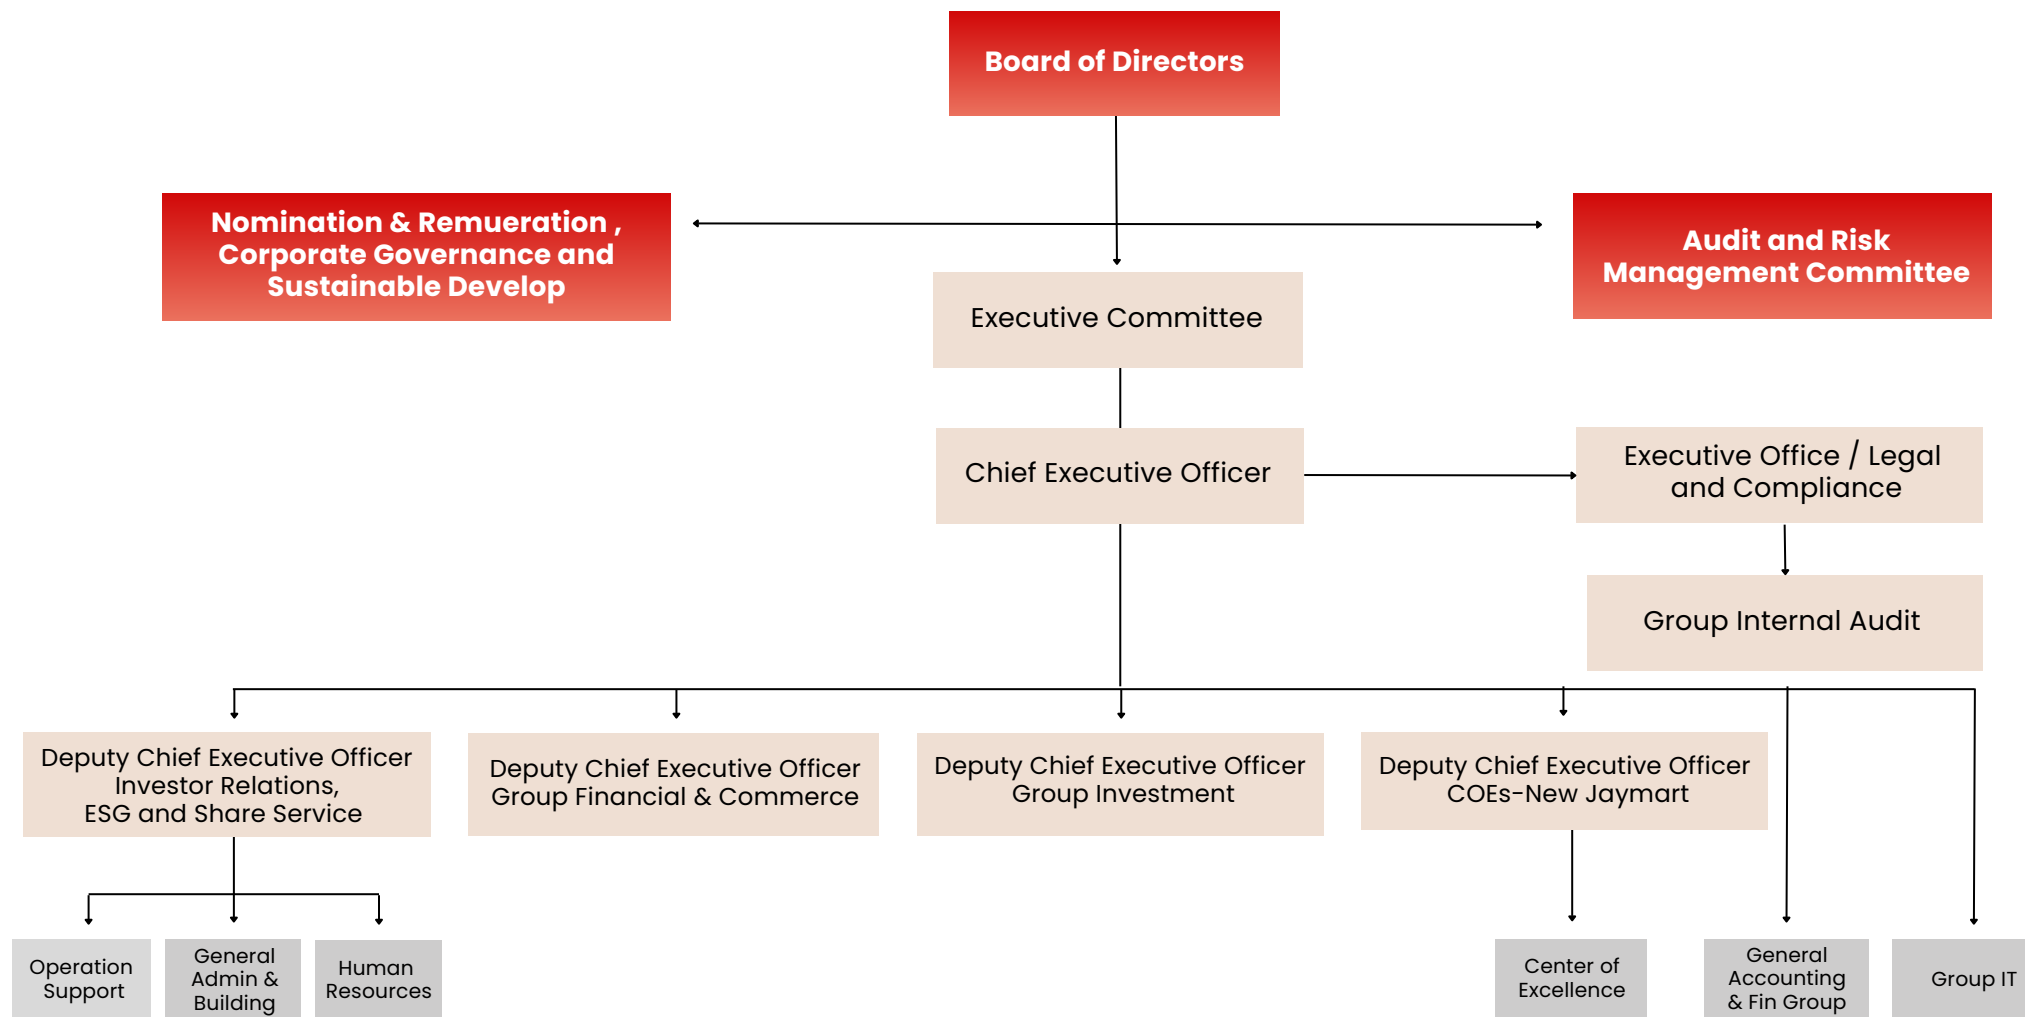 Board of Directors
Nomination & Remueration ,
Corporate Governance and
Sustainable Develop
Audit and Risk
Management Committee
Executive Committee
Chief Executive Officer
Executive Office / Legal
and Compliance
Group Internal Audit
Deputy Chief Executive Officer
Investor Relations,
ESG and Share Service
Deputy Chief Executive Officer
Group Financial & Commerce
Deputy Chief Executive Officer
Group Investment
Deputy Chief Executive Officer
COEs-New Jaymart
Operation
Support
General
Admin &
Building
Human
Resources
Center of
Excellence
General
Accounting
& Fin Group
Group IT